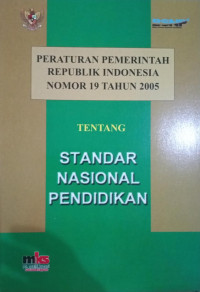 PERATURAN PEMERINTAH
REPUBLIK INDONESIA
NOMOR 19 TAHUN 2005
TENTANG
STANDAR
NASIONAL
PENDIDIKAN
mks